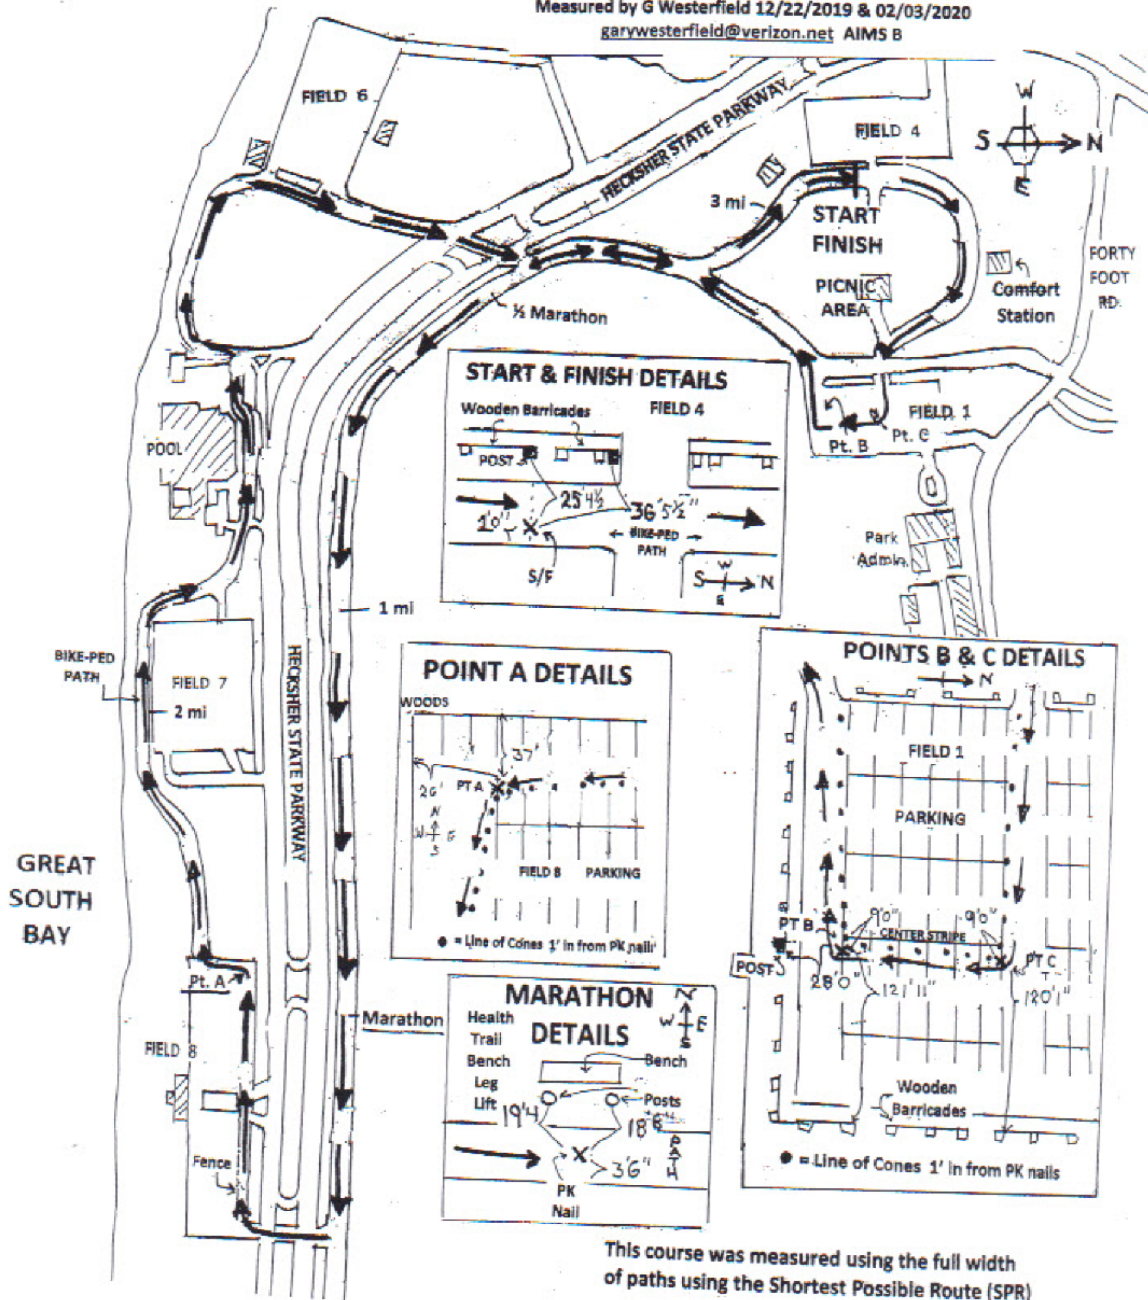 Measured by G Westerfield 12/22/2019 & 02/03/2020
garywesterfield@verizon.net AIMS B
FIELD 6
HECKSHER STATE PARKWAY
FIELD 4
W
S N
E
3 mi
START
FINISH
PICNIC
AREA
Comfort
Station
FORTY
FOOT
RD.
½ Marathon
FIELD 1
Pt. B
Pt. C
Park
Admin.
START & FINISH DETAILS
Wooden Barricades
FIELD 4
POST
25'4½
36'5½"
BIKE-PED
PATH
S/F
W
S N
E
POOL
1 mi
BIKE-PED
PATH
FIELD 7
2 mi
HECKSHER STATE PARKWAY
GREAT
SOUTH
BAY
Pt. A
FIELD 8
Fence
Marathon
POINT A DETAILS
WOODS
37'
26'
PT A
N
W E
S
FIELD 8 PARKING
● = Line of Cones 1' in from PK nails
MARATHON
DETAILS
N
W E
S
Health
Trail
Bench
Leg
Lift
Bench
Posts
19'4
3'6"
PATH
PK
Nail
POINTS B & C DETAILS
N
FIELD 1
PARKING
PT B
9'0"
9'0"
CENTER STRIPE
PT C
POST
28'0"
121'11"
120'1"
Wooden
Barricades
● = Line of Cones 1' in from PK nails
This course was measured using the full width
of paths using the Shortest Possible Route (SPR)